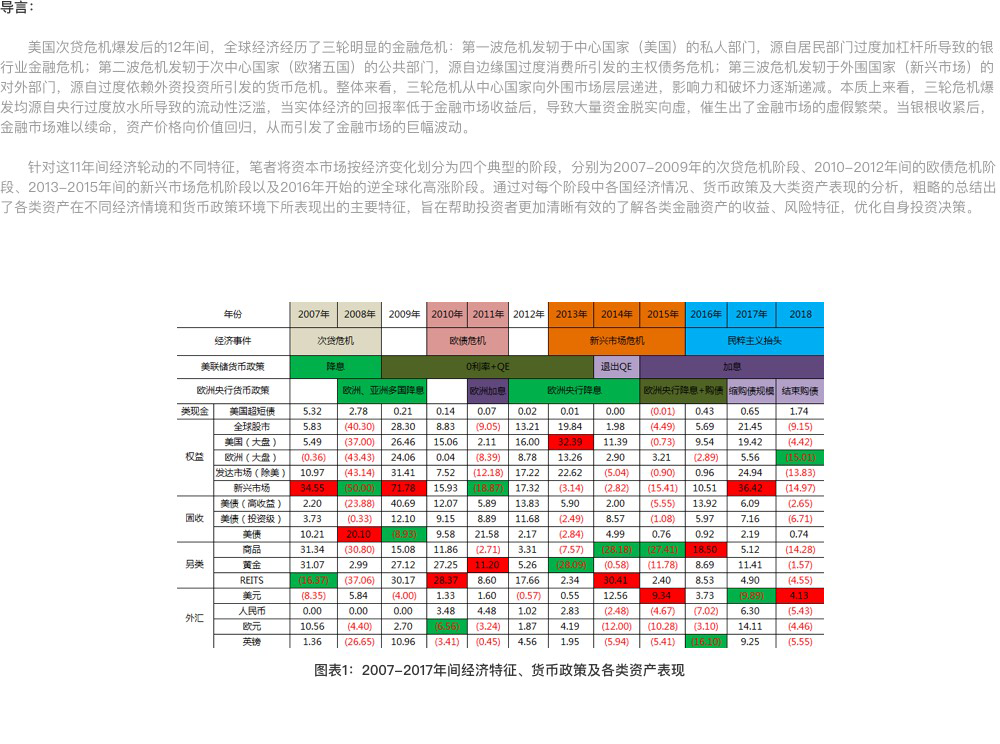 导言：
美国次贷危机爆发后的12年间，全球经济经历了三轮明显的金融危机：第一波危机发轫于中心国家（美国）的私人部门，源自居民部门过度加杠杆所导致的银
行业金融危机；第二波危机发轫于次中心国家（欧猪五国）的公共部门，源自边缘国过度消费所引发的主权债务危机；第三波危机发轫于外围国家（新兴市场）的
对外部门，源自过度依赖外资投资所引发的货币危机。整体来看，三轮危机从中心国家向外围市场层层递进，影响力和破坏力逐渐递减。本质上来看，三轮危机爆
发均源自央行过度放水所导致的流动性泛滥，当实体经济的回报率低于金融市场收益后，导致大量资金脱实向虚，催生出了金融市场的虚假繁荣。当银根收紧后，
金融市场难以续命，资产价格向价值回归，从而引发了金融市场的巨幅波动。
针对这11年间经济轮动的不同特征，笔者将资本市场按经济变化划分为四个典型的阶段，分别为2007-2009年的次贷危机阶段、2010-2012年间的欧债危机阶
段、2013-2015年间的新兴市场危机阶段以及2016年开始的逆全球化高涨阶段。通过对每个阶段中各国经济情况、货币政策及大类资产表现的分析，粗略的总结出
了各类资产在不同经济情境和货币政策环境下所表现出的主要特征，旨在帮助投资者更加清晰有效的了解各类金融资产的收益、风险特征，优化自身投资决策。
年份 2007年 2008年 2009年 2010年 2011年 2012年 2013年 2014年 2015年 2016年 2017年 2018
经济事件 次贷危机 欧债危机 新兴市场危机 民粹主义抬头
美联储货币政策 降息 0利率+QE 退出QE 加息
欧洲央行货币政策 欧洲、亚洲多国降息 欧洲加息 欧洲央行降息 欧洲央行降息+购债 缩购债规模 结束购债
类现金 美国超短债 5.32 2.78 0.21 0.14 0.07 0.02 0.01 0.00 (0.01) 0.43 0.65 1.74
权益 全球股市 5.83 (40.30) 28.30 8.83 (9.05) 13.21 19.84 1.98 (4.49) 5.69 21.45 (9.15)
美国（大盘） 5.49 (37.00) 26.46 15.06 2.11 16.00 32.39 11.39 (0.73) 9.54 19.42 (4.42)
欧洲（大盘） (0.36) (43.43) 24.06 0.04 (8.39) 8.78 13.26 2.90 3.21 (2.89) 5.56 (15.01)
发达市场（除美） 10.97 (43.14) 31.41 7.52 (12.18) 17.22 22.62 (5.04) (0.90) 0.96 24.94 (13.83)
新兴市场 34.55 (50.00) 71.78 15.93 (18.87) 17.32 (3.14) (2.82) (15.41) 10.51 36.42 (14.97)
固收 美债（高收益） 2.20 (23.88) 40.69 12.07 5.89 13.83 5.90 2.00 (5.55) 13.92 6.09 (2.65)
美债（投资级） 3.73 (0.33) 12.10 9.15 8.89 11.68 (2.49) 8.57 (1.08) 5.97 7.16 (6.71)
美债 10.21 20.10 (8.93) 9.58 21.58 2.17 (2.84) 4.99 0.76 0.92 2.19 0.74
另类 商品 31.34 (30.80) 15.08 11.86 (2.71) 3.31 (7.57) (28.18) (27.41) 18.50 5.12 (14.28)
黄金 31.07 2.99 27.12 27.25 11.20 5.26 (28.09) (0.58) (11.78) 8.69 11.41 (1.57)
REITS (16.37) (37.06) 30.17 28.37 8.60 17.66 2.34 30.41 2.40 8.53 4.90 (4.55)
外汇 美元 (8.35) 5.84 (4.00) 1.33 1.60 (0.57) 0.55 12.56 9.34 3.73 (9.89) 4.13
人民币 0.00 0.00 0.00 3.48 4.48 1.02 2.83 (2.48) (4.67) (7.02) 6.30 (5.43)
欧元 10.56 (4.40) 2.70 (6.56) (3.24) 1.87 4.19 (12.00) (10.28) (3.10) 14.11 (4.46)
英镑 1.36 (26.65) 10.96 (3.41) (0.45) 4.56 1.95 (5.94) (5.41) (16.10) 9.25 (5.55)
图表1：2007-2017年间经济特征、货币政策及各类资产表现